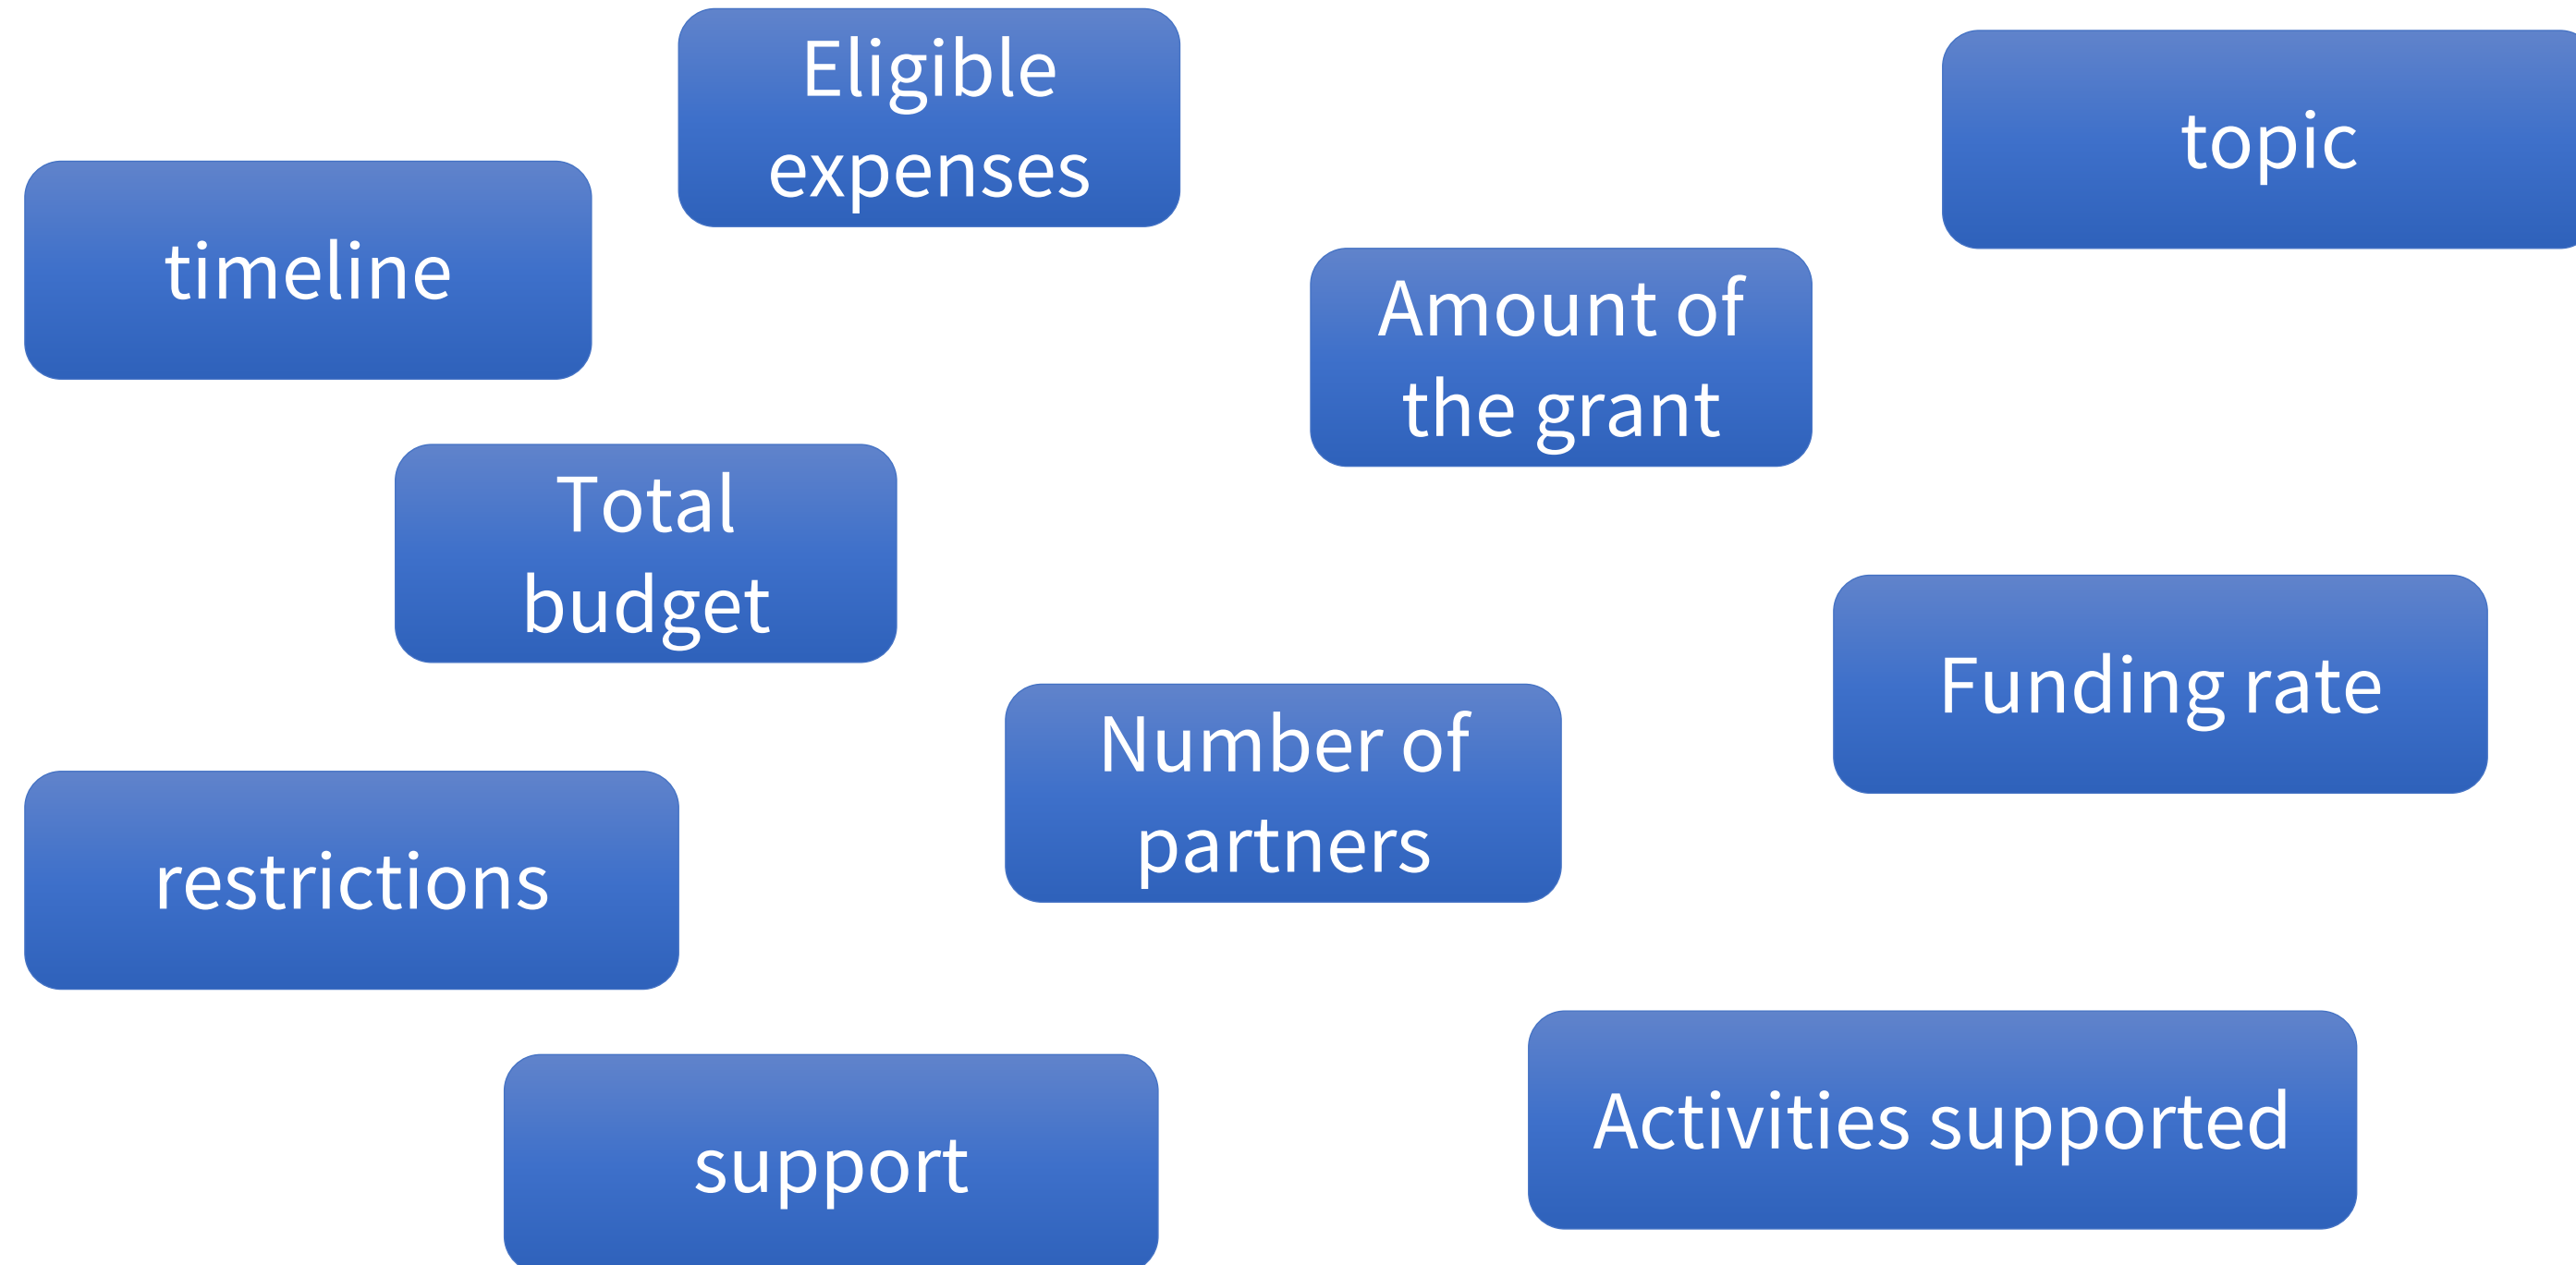 Eligible
expenses
topic
timeline
Amount of
the grant
Total
budget
Funding rate
Number of
partners
restrictions
Activities supported
support